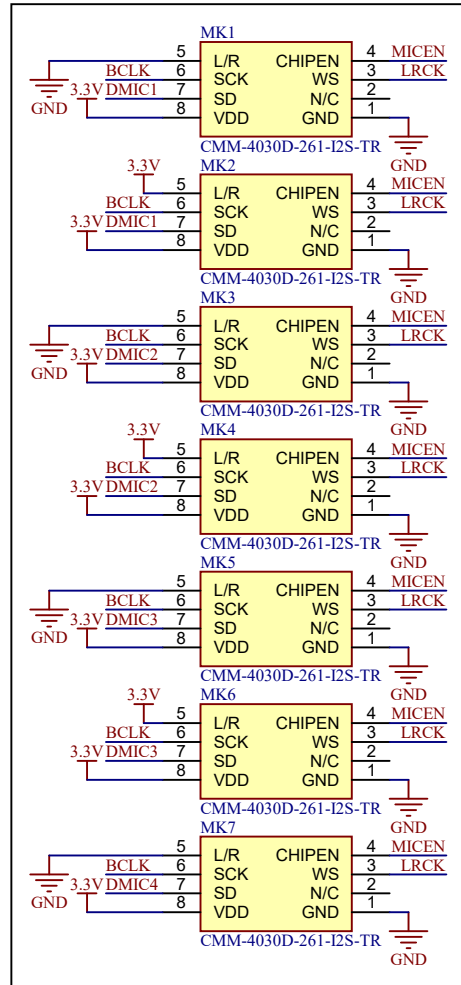 MK1
5 L/R CHIPEN 4 MICEN
BCLK 6 SCK WS 3 LRCK
3.3V DMIC1 7 SD N/C 2
8 VDD GND 1
GND
GND
CMM-4030D-261-I2S-TR
MK2
3.3V
5 L/R CHIPEN 4 MICEN
BCLK 6 SCK WS 3 LRCK
3.3V DMIC1 7 SD N/C 2
8 VDD GND 1
GND
CMM-4030D-261-I2S-TR
MK3
5 L/R CHIPEN 4 MICEN
BCLK 6 SCK WS 3 LRCK
3.3V DMIC2 7 SD N/C 2
8 VDD GND 1
GND
GND
CMM-4030D-261-I2S-TR
MK4
3.3V
5 L/R CHIPEN 4 MICEN
BCLK 6 SCK WS 3 LRCK
3.3V DMIC2 7 SD N/C 2
8 VDD GND 1
GND
CMM-4030D-261-I2S-TR
MK5
5 L/R CHIPEN 4 MICEN
BCLK 6 SCK WS 3 LRCK
3.3V DMIC3 7 SD N/C 2
8 VDD GND 1
GND
GND
CMM-4030D-261-I2S-TR
MK6
3.3V
5 L/R CHIPEN 4 MICEN
BCLK 6 SCK WS 3 LRCK
3.3V DMIC3 7 SD N/C 2
8 VDD GND 1
GND
CMM-4030D-261-I2S-TR
MK7
5 L/R CHIPEN 4 MICEN
BCLK 6 SCK WS 3 LRCK
3.3V DMIC4 7 SD N/C 2
8 VDD GND 1
GND
GND
CMM-4030D-261-I2S-TR